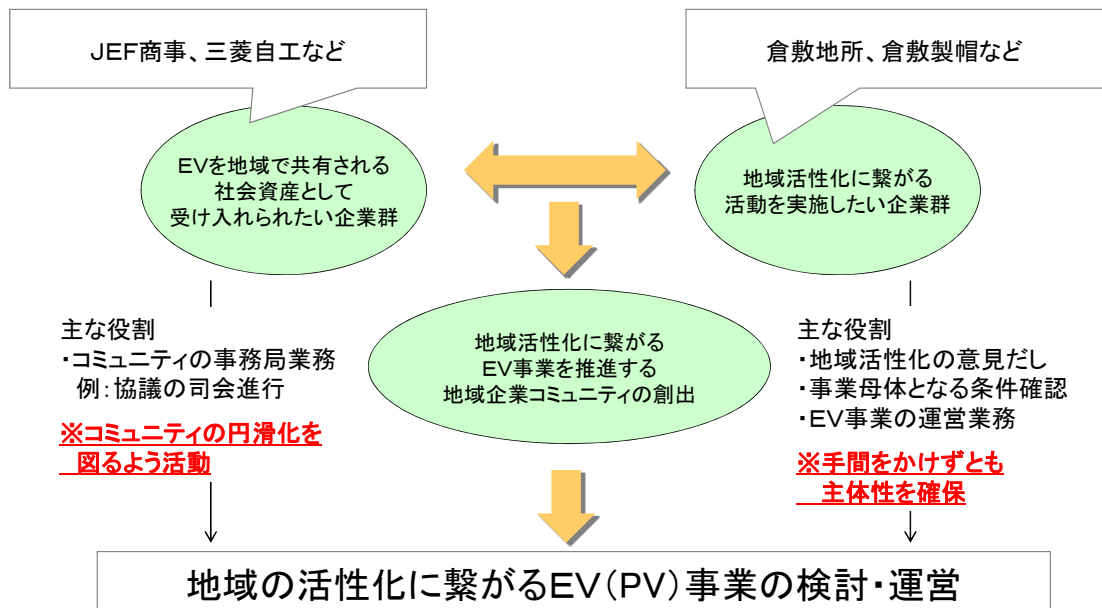 JEF商事、三菱自工など
倉敷地所、倉敷製帽など
EVを地域で共有される
社会資産として
受け入れられたい企業群
地域活性化に繋がる
活動を実施したい企業群
主な役割
・コミュニティの事務局業務
例：協議の司会進行
※コミュニティの円滑化を
図るよう活動
地域活性化に繋がる
EV事業を推進する
地域企業コミュニティの創出
主な役割
・地域活性化の意見だし
・事業母体となる条件確認
・EV事業の運営業務
※手間をかけずとも
主体性を確保
地域の活性化に繋がるEV（PV）事業の検討・運営